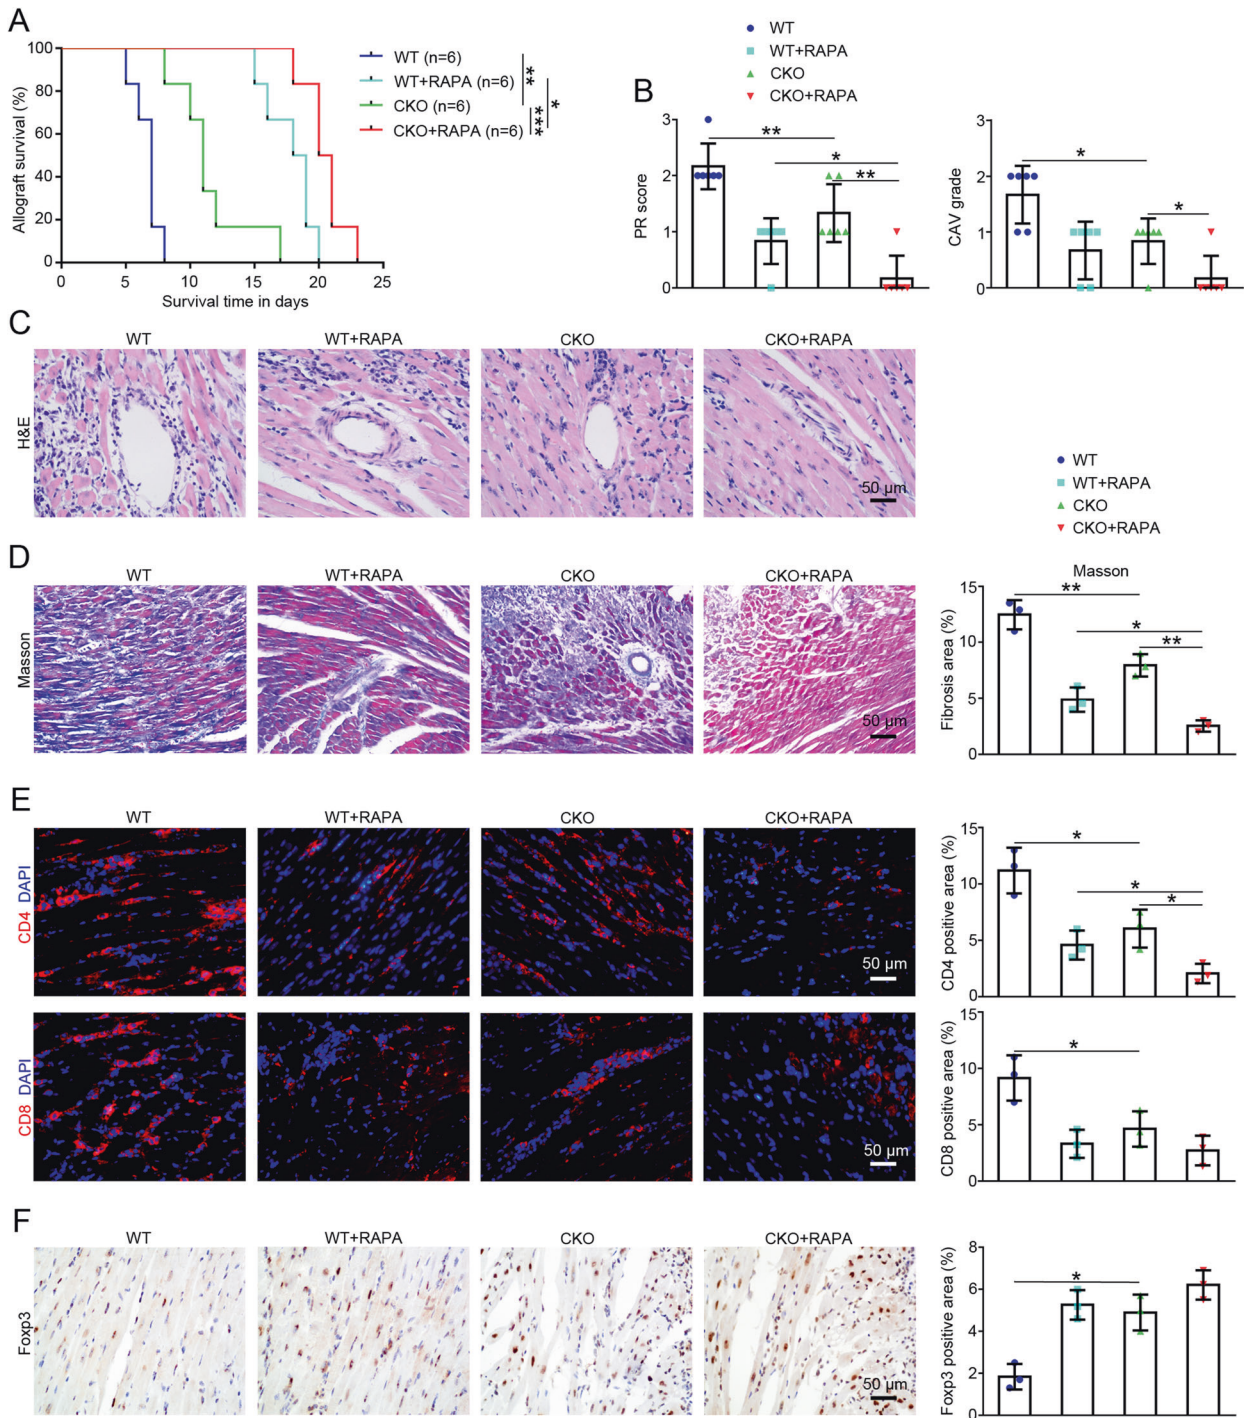 A
Allograft survival (%)
100
80
60
40
20
0
0 5 10 15 20 25
Survival time in days
WT (n=6)
WT+RAPA (n=6)
CKO (n=6)
CKO+RAPA (n=6)
**
***
*
B
WT
WT+RAPA
CKO
CKO+RAPA
PR score
3
2
1
0
**
*
**
CAV grade
3
2
1
0
*
*
C
WT WT+RAPA CKO CKO+RAPA
H&E
50 μm
WT
WT+RAPA
CKO
CKO+RAPA
D
WT WT+RAPA CKO CKO+RAPA
Masson
50 μm
Masson
Fibrosis area (%)
15
10
5
0
**
*
**
E
WT WT+RAPA CKO CKO+RAPA
CD4 DAPI
50 μm
CD4 positive area (%)
15
10
5
0
*
*
*
CD8 DAPI
50 μm
CD8 positive area (%)
15
10
5
0
*
F
WT WT+RAPA CKO CKO+RAPA
Foxp3
50 μm
Foxp3 positive area (%)
8
6
4
2
0
*